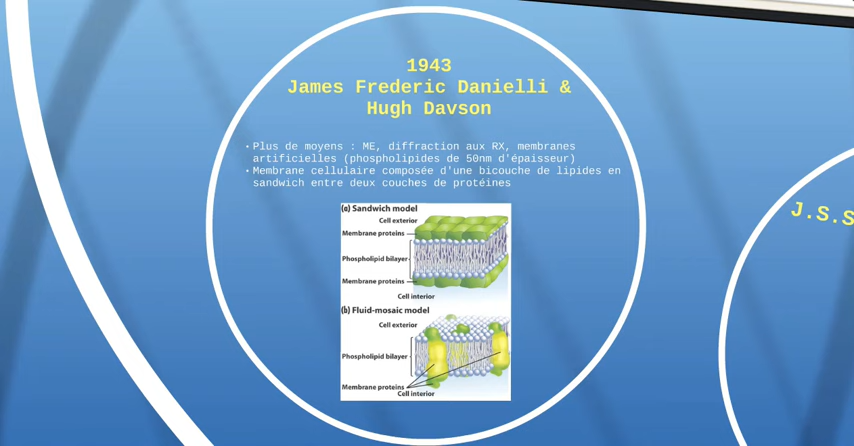 1943
James Frederic Danielli &
Hugh Davson
• Plus de moyens : ME, diffraction aux RX, membranes
artificielles (phospholipides de 50nm d'épaisseur)
• Membrane cellulaire composée d'une bicouche de lipides en
sandwich entre deux couches de protéines
(a) Sandwich model
Cell exterior
Membrane proteins
Phospholipid bilayer
Membrane proteins
Cell interior
(b) Fluid-mosaic model
Cell exterior
Phospholipid bilayer
Membrane proteins
Cell interior
J.S.S